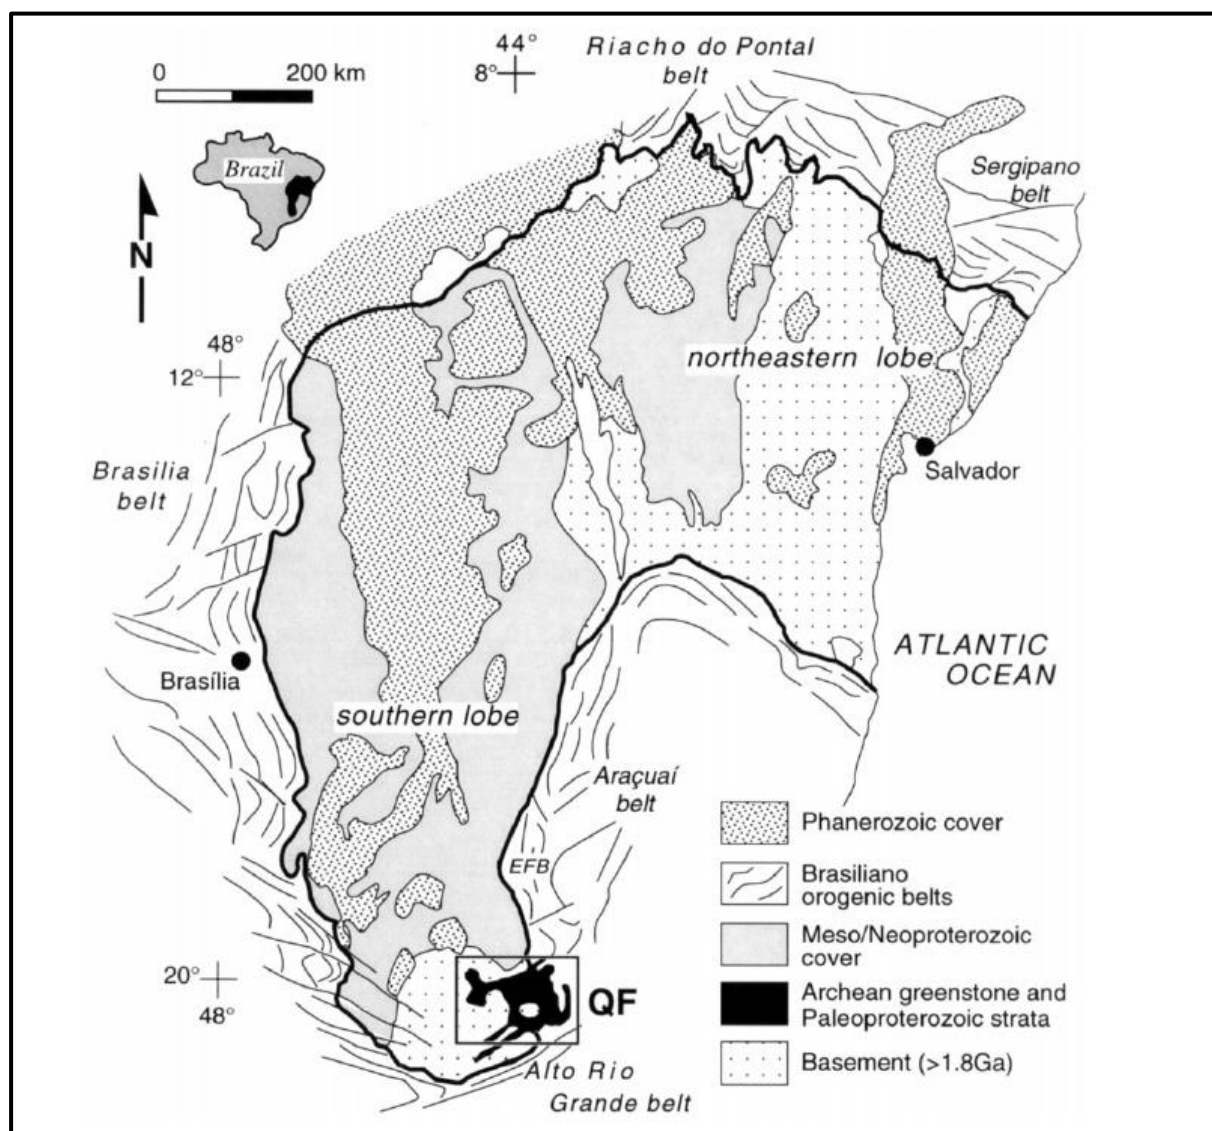 Riacho do Pontal
belt
44°
8°
0 200 km
Brazil
N
Sergipano
belt
48°
12°
northeastern lobe
Brasilia
belt
Salvador
Brasília
southern lobe
ATLANTIC
OCEAN
Araçuaí
belt
EFB
20°
48°
QF
Alto Rio
Grande belt
Phanerozoic cover
Brasiliano
orogenic belts
Meso/Neoproterozoic
cover
Archean greenstone and
Paleoproterozoic strata
Basement (>1.8Ga)